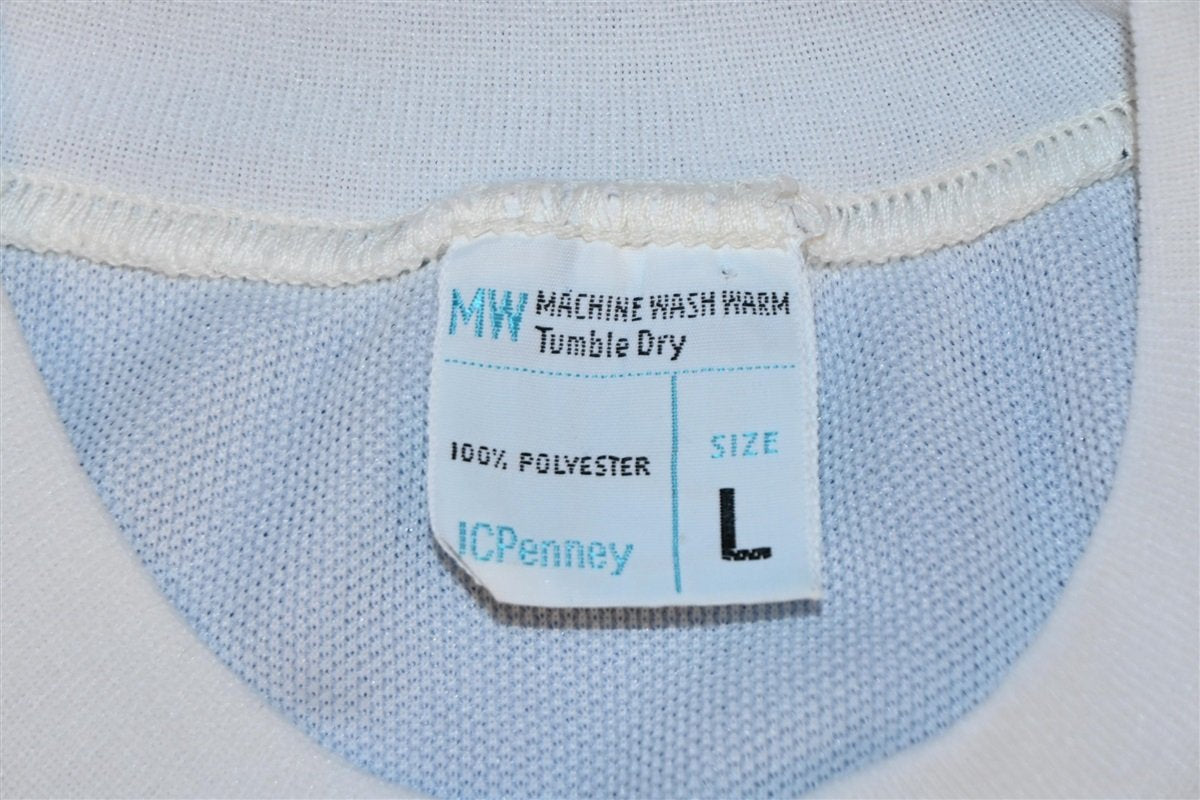 MW MACHINE WASH WARM
Tumble Dry
100% POLYESTER
SIZE
L
JCPenney